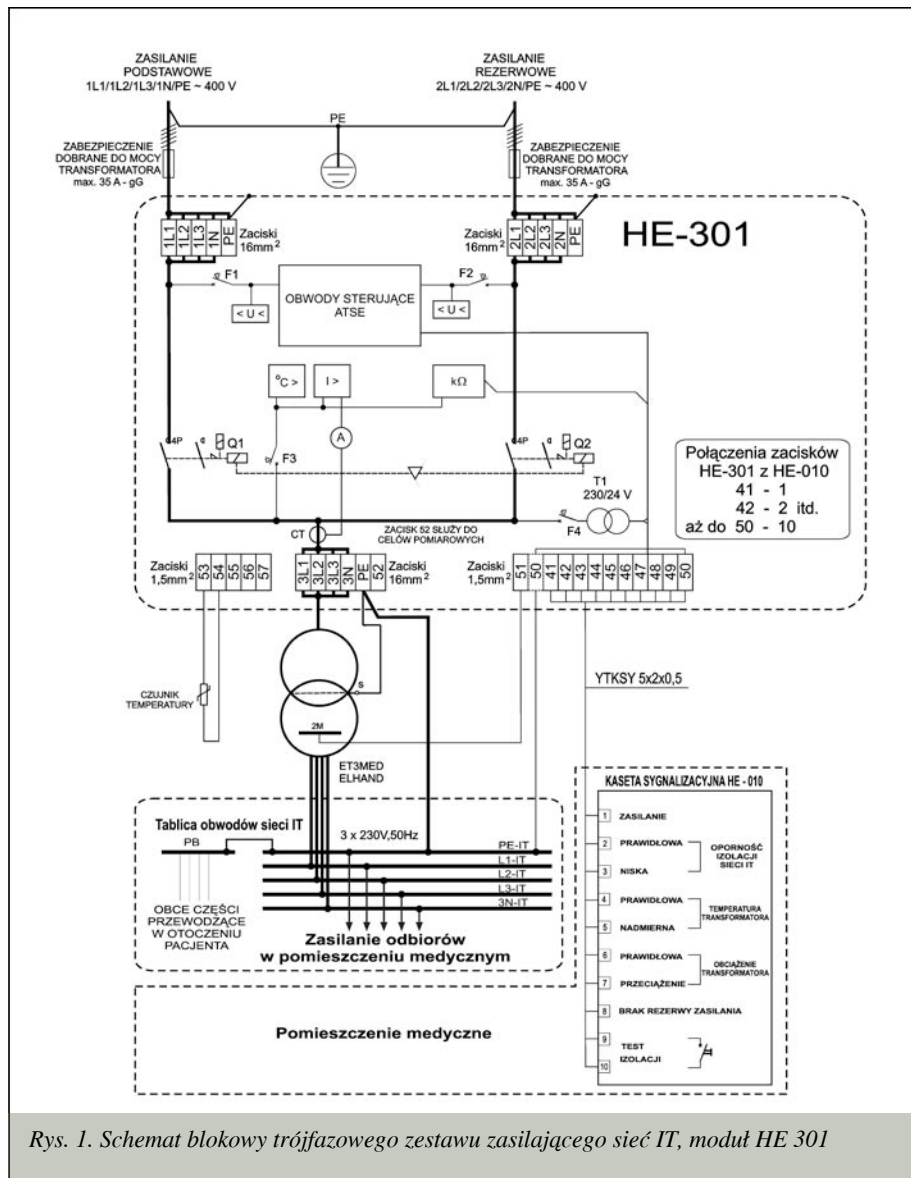 ZASILANIE
PODSTAWOWE
1L1/1L2/1L3/1N/PE ~ 400 V
ZASILANIE
REZERWOWE
2L1/2L2/2L3/2N/PE ~ 400 V
PE
ZABEZPIECZENIE
DOBRANE DO MOCY
TRANSFORMATORA
max. 35 A - gG
ZABEZPIECZENIE
DOBRANE DO MOCY
TRANSFORMATORA
max. 35 A - gG
HE-301
1L1
1L2
1L3
1N
PE
Zaciski
16mm²
Zaciski
16mm²
2L1
2L2
2L3
2N
PE
F1
< U <
OBWODY STERUJĄCE
ATSE
F2
< U <
°C >
I >
kΩ
A
4P
Q1
F3
4P
Q2
Połączenia zacisków
HE-301 z HE-010
41 - 1
42 - 2 itd.
aż do 50 - 10
T1
230/24 V
F4
CT
ZACISK 52 SŁUŻY DO
CELÓW POMIAROWYCH
Zaciski
1,5mm²
53
54
55
56
57
3L1
3L2
3L3
3N
PE
52
Zaciski
16mm²
Zaciski
1,5mm²
51
50
41
42
43
44
45
46
47
48
49
50
CZUJNIK
TEMPERATURY
S
2M
ET3MED
ELHAND
YTKSY 5x2x0,5
Tablica obwodów sieci IT
PB
3 x 230V,50Hz
PE-IT
L1-IT
L2-IT
L3-IT
3N-IT
OBCE CZĘŚCI
PRZEWODZĄCE
W OTOCZENIU
PACJENTA
Zasilanie odbiorów
w pomieszczeniu medycznym
Pomieszczenie medyczne
KASETA SYGNALIZACYJNA HE - 010
1 ZASILANIE
2 PRAWIDŁOWA
3 NISKA
OPORNOŚĆ
IZOLACJI
SIECI IT
4 PRAWIDŁOWA
5 NADMIERNA
TEMPERATURA
TRANSFORMATORA
6 PRAWIDŁOWA
7 PRZECIĄŻENIE
OBCIĄŻENIE
TRANSFORMATORA
8 BRAK REZERWY ZASILANIA
9
10
TEST
IZOLACJI
Rys. 1. Schemat blokowy trójfazowego zestawu zasilającego sieć IT, moduł HE 301